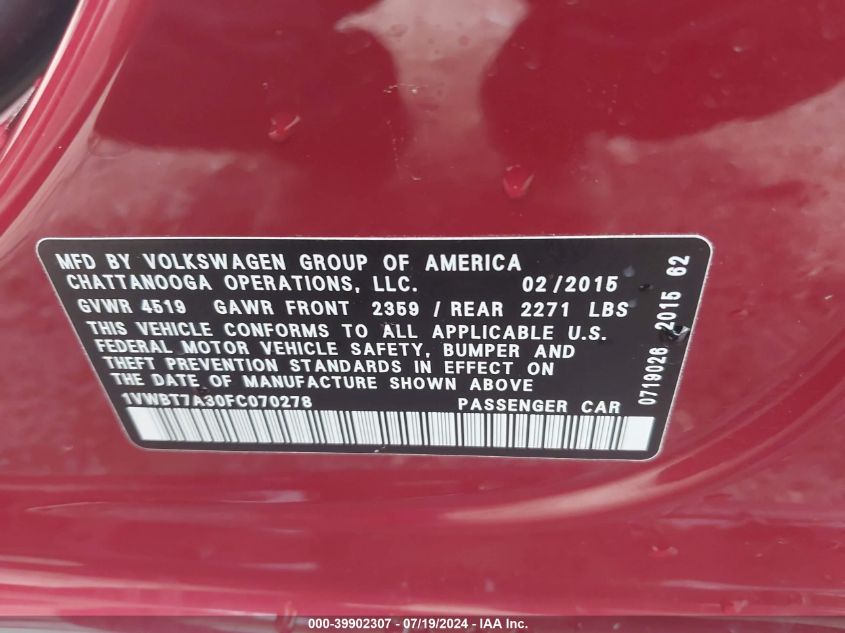 MFD BY VOLKSWAGEN GROUP OF AMERICA
CHATTANOOGA OPERATIONS, LLC. 02/2015
GVWR 4519 GAWR FRONT 2359 / REAR 2271 LBS
THIS VEHICLE CONFORMS TO ALL APPLICABLE U.S.
FEDERAL MOTOR VEHICLE SAFETY, BUMPER AND
THEFT PREVENTION STANDARDS IN EFFECT ON
THE DATE OF MANUFACTURE SHOWN ABOVE
1VWBT7A30FC070278 PASSENGER CAR
0719026 2015 62
000-39902307 - 07/19/2024 - IAA Inc.